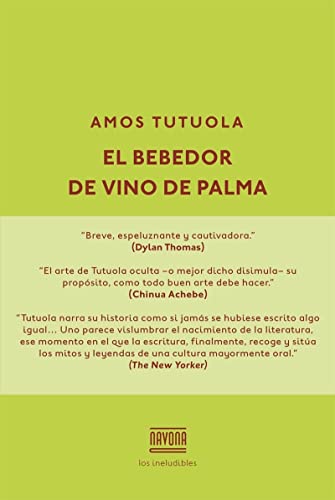 AMOS TUTUOLA
EL BEBEDOR
DE VINO DE PALMA
"Breve, espeluznante y cautivadora."
(Dylan Thomas)
"El arte de Tutuola oculta –o mejor dicho disimula– su
propósito, como todo buen arte debe hacer."
(Chinua Achebe)
"Tutuola narra su historia como si jamás se hubiese escrito algo
igual... Uno parece vislumbrar el nacimiento de la literatura,
ese momento en el que la escritura, finalmente, recoge y sitúa
los mitos y leyendas de una cultura mayormente oral."
(The New Yorker)
NAVONA
los ineludibles